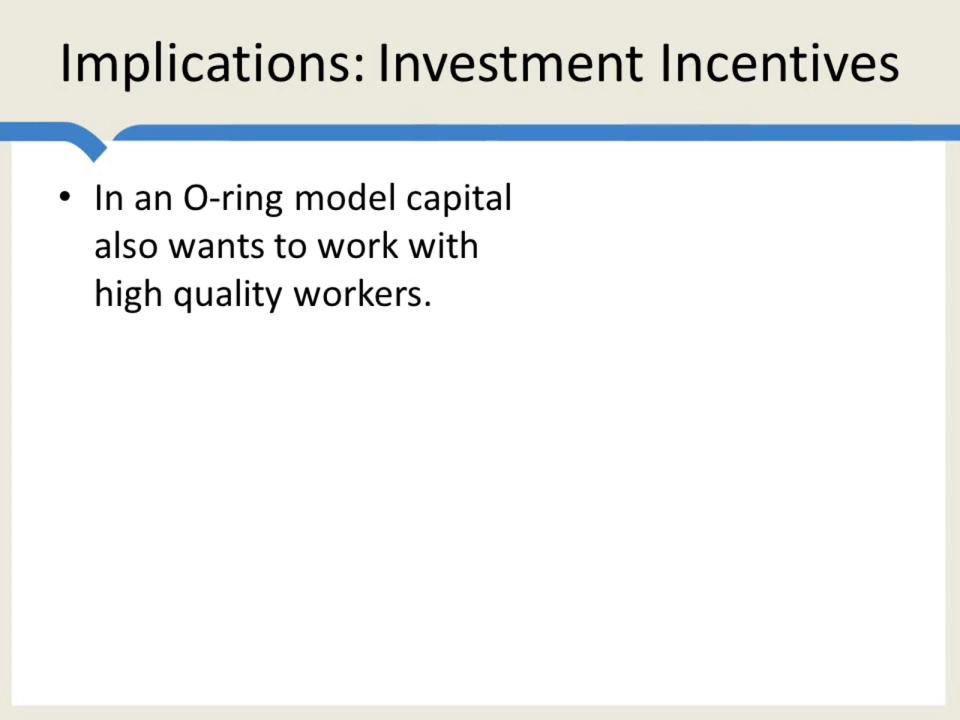 Implications: Investment Incentives
• In an O-ring model capital
also wants to work with
high quality workers.